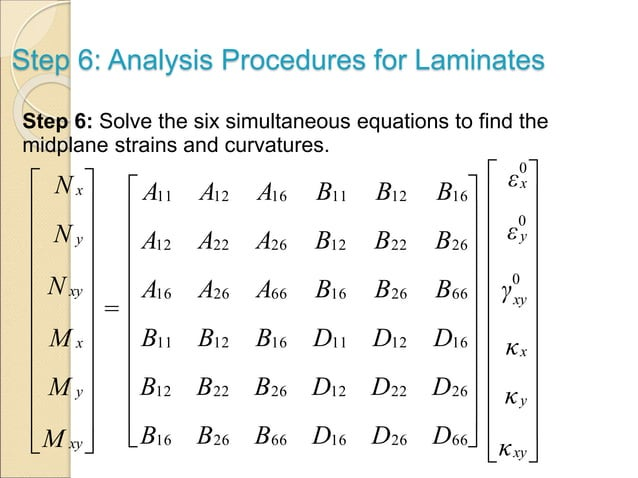 Step 6: Analysis Procedures for Laminates
Step 6: Solve the six simultaneous equations to find the
midplane strains and curvatures.
Nx A11 A12 A16 B11 B12 B16 εx0
Ny A12 A22 A26 B12 B22 B26 εy0
Nxy A16 A26 A66 B16 B26 B66 γxy0
=
Mx B11 B12 B16 D11 D12 D16 κx
My B12 B22 B26 D12 D22 D26 κy
Mxy B16 B26 B66 D16 D26 D66 κxy